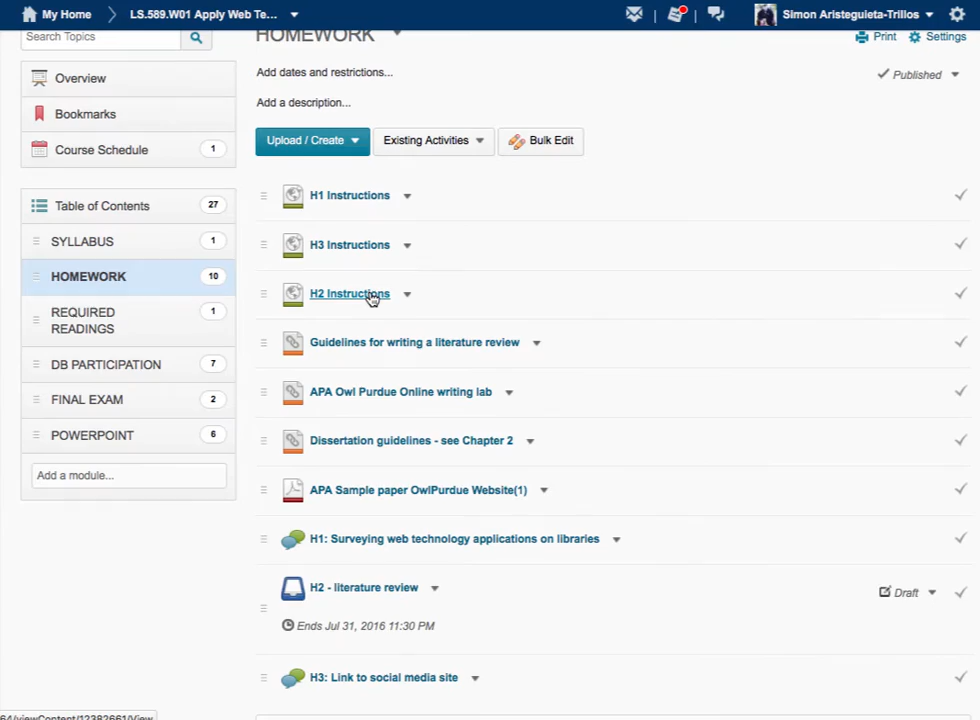 My Home
LS.589.W01 Apply Web Te...
Simon Aristeguieta-Trillos
Search Topics
HOMEWORK
Print
Settings
Overview
Add dates and restrictions...
Published
Bookmarks
Add a description...
Course Schedule
1
Upload / Create
Existing Activities
Bulk Edit
Table of Contents
27
SYLLABUS
1
HOMEWORK
10
REQUIRED
READINGS
1
DB PARTICIPATION
7
FINAL EXAM
2
POWERPOINT
6
Add a module...
H1 Instructions
H3 Instructions
H2 Instructions
Guidelines for writing a literature review
APA Owl Purdue Online writing lab
Dissertation guidelines - see Chapter 2
APA Sample paper OwlPurdue Website(1)
H1: Surveying web technology applications on libraries
H2 - literature review
Draft
Ends Jul 31, 2016 11:30 PM
H3: Link to social media site
64/viewContent/12382661/View